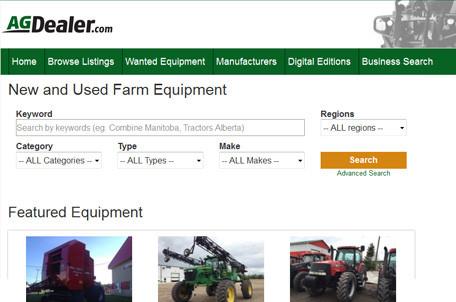 AGDealer.com
Home Browse Listings Wanted Equipment Manufacturers Digital Editions Business Search
New and Used Farm Equipment
Keyword Regions
Search by keywords (eg. Combine Manitoba, Tractors Alberta) -- ALL regions --
Category Type Make
-- ALL Categories -- -- ALL Types -- -- ALL Makes -- Search
Advanced Search
Featured Equipment